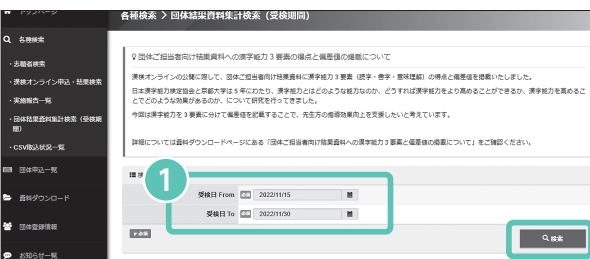 トップページ
各種検索 > 団体結果資料集計検索（受検期間）
各種検索
・志願者検索
・漢検オンライン申込・結果検索
・実施報告一覧
・団体結果資料集計検索（受検期間）
・CSV取込状況一覧
団体申込一覧
資料ダウンロード
団体登録情報
お知らせ一覧
団体ご担当者向け結果資料への漢字能力３要素の得点と偏差値の掲載について
漢検オンラインの公開に際して、団体ご担当者向け結果資料に漢字能力３要素（読字・書字・意味理解）の得点と偏差値を掲載いたしました。
日本漢字能力検定協会と京都大学は５年にわたり、漢字能力とはどのような能力なのか、どうすれば漢字能力をより高めることができるか、漢字能力を高めるこ
とでどのような効果があるのか、について研究を行ってきました。
今回は漢字能力を３要素に分けて偏差値を記載することで、先生方の指導効果向上を支援したいと考えています。
詳細については資料ダウンロードページにある「団体ご担当者向け結果資料への漢字能力３要素と偏差値の掲載について」をご確認ください。
1
受検日 From 必須 2022/11/15
受検日 To 必須 2022/11/30
検索